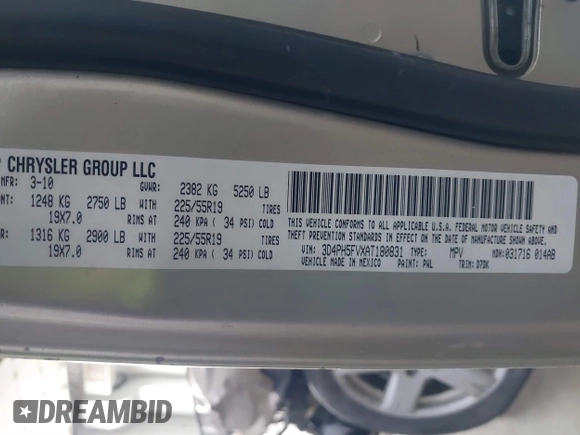 CHRYSLER GROUP LLC
MFR: 3-10 GVWR: 2382 KG 5250 LB
1248 KG 2750 LB WITH 225/55R19 TIRES
19X7.0 RIMS AT 240 KPA ( 34 PSI) COLD
1316 KG 2900 LB WITH 225/55R19 TIRES
19X7.0 RIMS AT 240 KPA ( 34 PSI) COLD
THIS VEHICLE CONFORMS TO ALL APPLICABLE U.S.A. FEDERAL MOTOR VEHICLE SAFETY AND
THEFT PREVENTION STANDARDS IN EFFECT ON THE DATE OF MANUFACTURE SHOWN ABOVE.
VIN: 3D4PH5FVXAT180831 TYPE: MPV MDH: 031716 014AB
VEHICLE MADE IN MEXICO PAINT: PWL TRIM: D7DK
DREAMBID